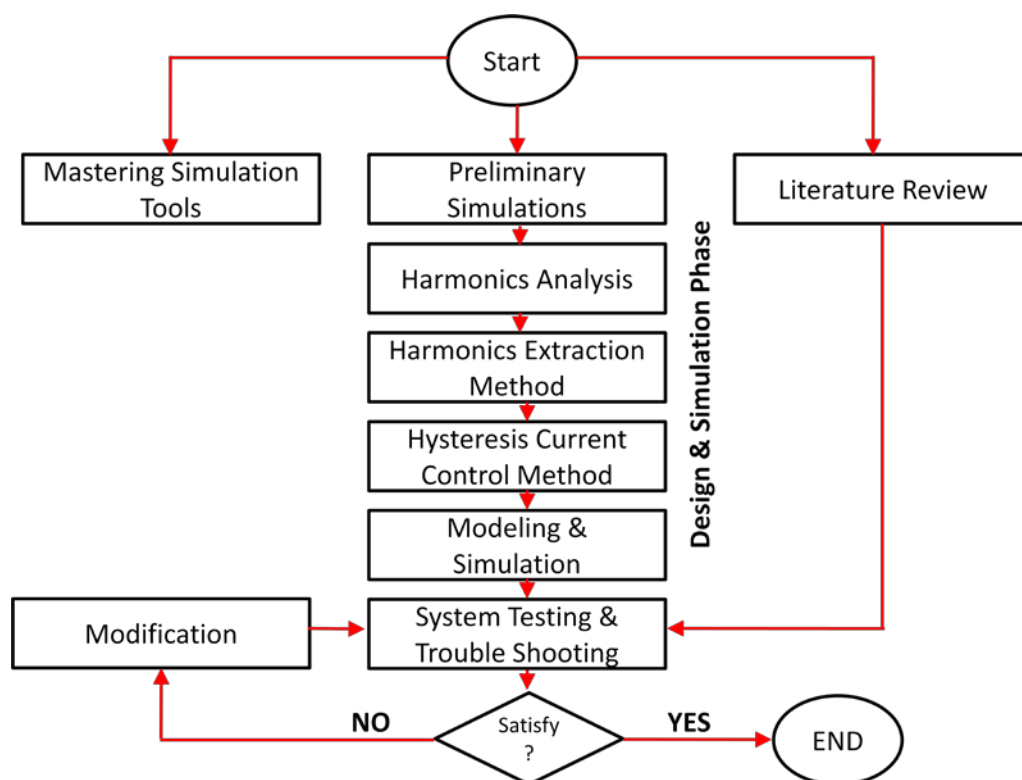 Start
Mastering Simulation
Tools
Preliminary
Simulations
Literature Review
Harmonics Analysis
Harmonics Extraction
Method
Hysteresis Current
Control Method
Modeling &
Simulation
Design & Simulation Phase
Modification
System Testing &
Trouble Shooting
NO
Satisfy
?
YES
END